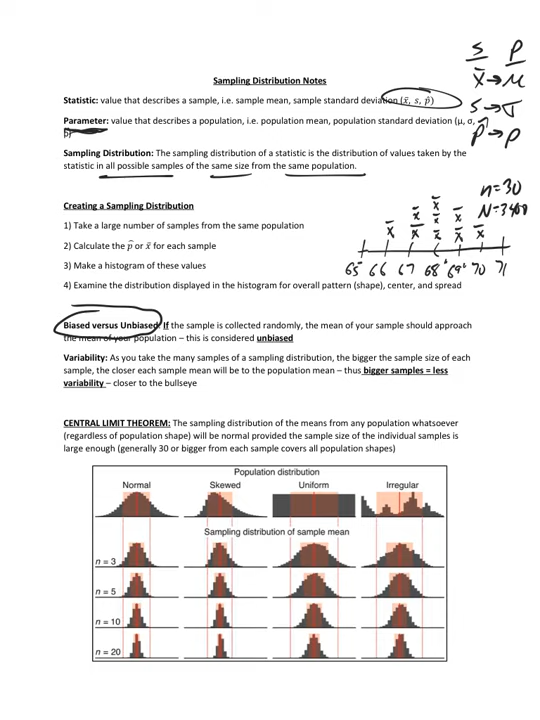 S P
x̄ → μ
S → σ
p̂ → p
Sampling Distribution Notes
Statistic: value that describes a sample, i.e. sample mean, sample standard deviation (x̄, s, p̂)
Parameter: value that describes a population, i.e. population mean, population standard deviation (μ, σ,
p)
Sampling Distribution: The sampling distribution of a statistic is the distribution of values taken by the
statistic in all possible samples of the same size from the same population.
n=30
Creating a Sampling Distribution
1) Take a large number of samples from the same population
2) Calculate the p̂ or x̄ for each sample
3) Make a histogram of these values
x̄
x̄ x̄ x̄
x̄ x̄ x̄ x̄ x̄
65 66 67 68 69 70 71
4) Examine the distribution displayed in the histogram for overall pattern (shape), center, and spread
Biased versus Unbiased: If the sample is collected randomly, the mean of your sample should approach
the mean of your population – this is considered unbiased
Variability: As you take the many samples of a sampling distribution, the bigger the sample size of each
sample, the closer each sample mean will be to the population mean – thus bigger samples = less
variability – closer to the bullseye
CENTRAL LIMIT THEOREM: The sampling distribution of the means from any population whatsoever
(regardless of population shape) will be normal provided the sample size of the individual samples is
large enough (generally 30 or bigger from each sample covers all population shapes)
Population distribution
Normal Skewed Uniform Irregular
Sampling distribution of sample mean
n = 3
n = 5
n = 10
n = 20